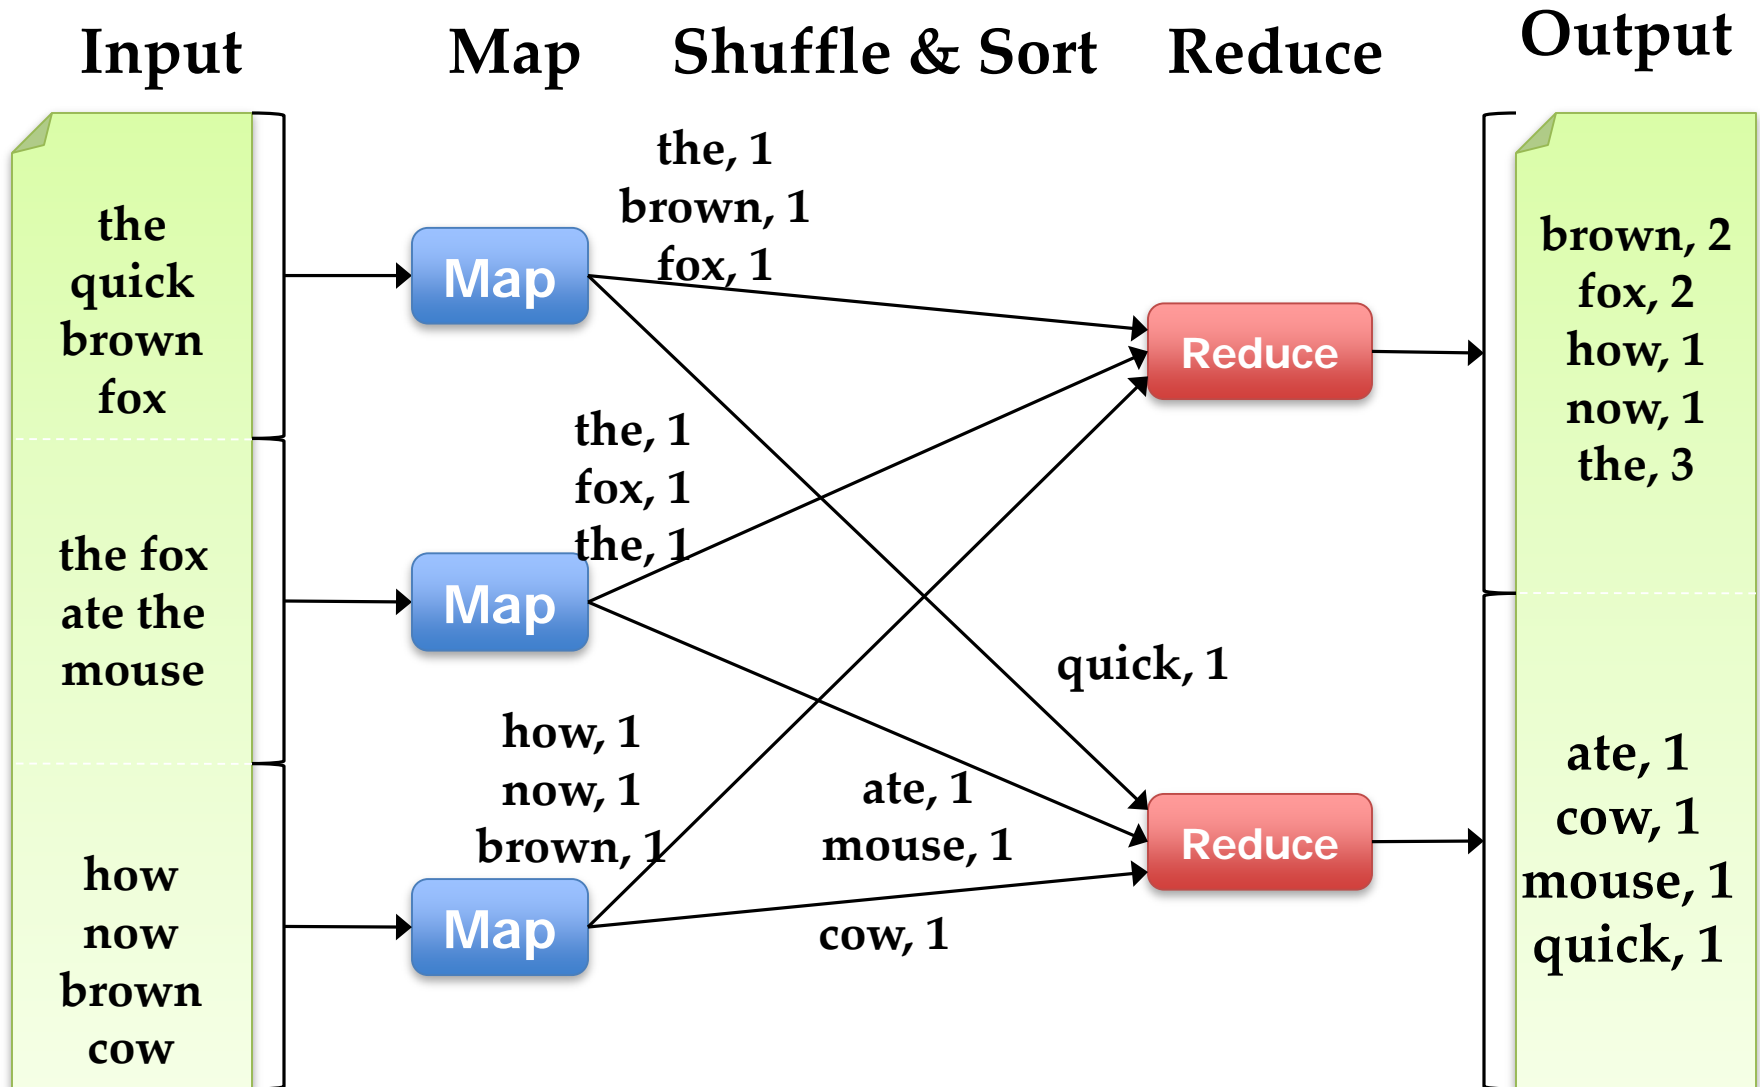 Input
Map
Shuffle & Sort
Reduce
Output
the
quick
brown
fox
the fox
ate the
mouse
how
now
brown
cow
Map
Map
Map
the, 1
brown, 1
fox, 1
the, 1
fox, 1
the, 1
how, 1
now, 1
brown, 1
quick, 1
ate, 1
mouse, 1
cow, 1
Reduce
Reduce
brown, 2
fox, 2
how, 1
now, 1
the, 3
ate, 1
cow, 1
mouse, 1
quick, 1